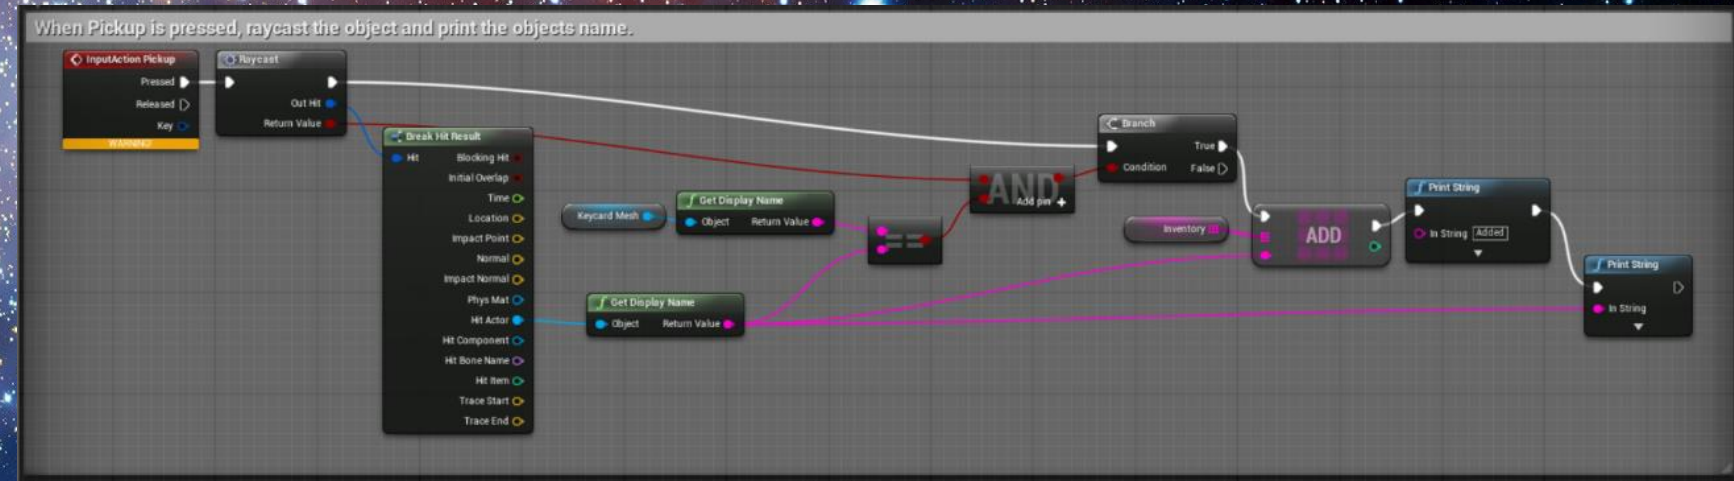 When Pickup is pressed, raycast the object and print the objects name.
InputAction Pickup
Pressed
Released
Key
WARNING!
Raycast
Out Hit
Return Value
Break Hit Result
Hit
Blocking Hit
Initial Overlap
Time
Location
Impact Point
Normal
Impact Normal
Phys Mat
Hit Actor
Hit Component
Hit Bone Name
Hit Item
Trace Start
Trace End
Keycard Mesh
f Get Display Name
Object Return Value
f Get Display Name
Object Return Value
==
AND
Add pin +
Branch
True
Condition False
Inventory
ADD
f Print String
In String Added
f Print String
In String